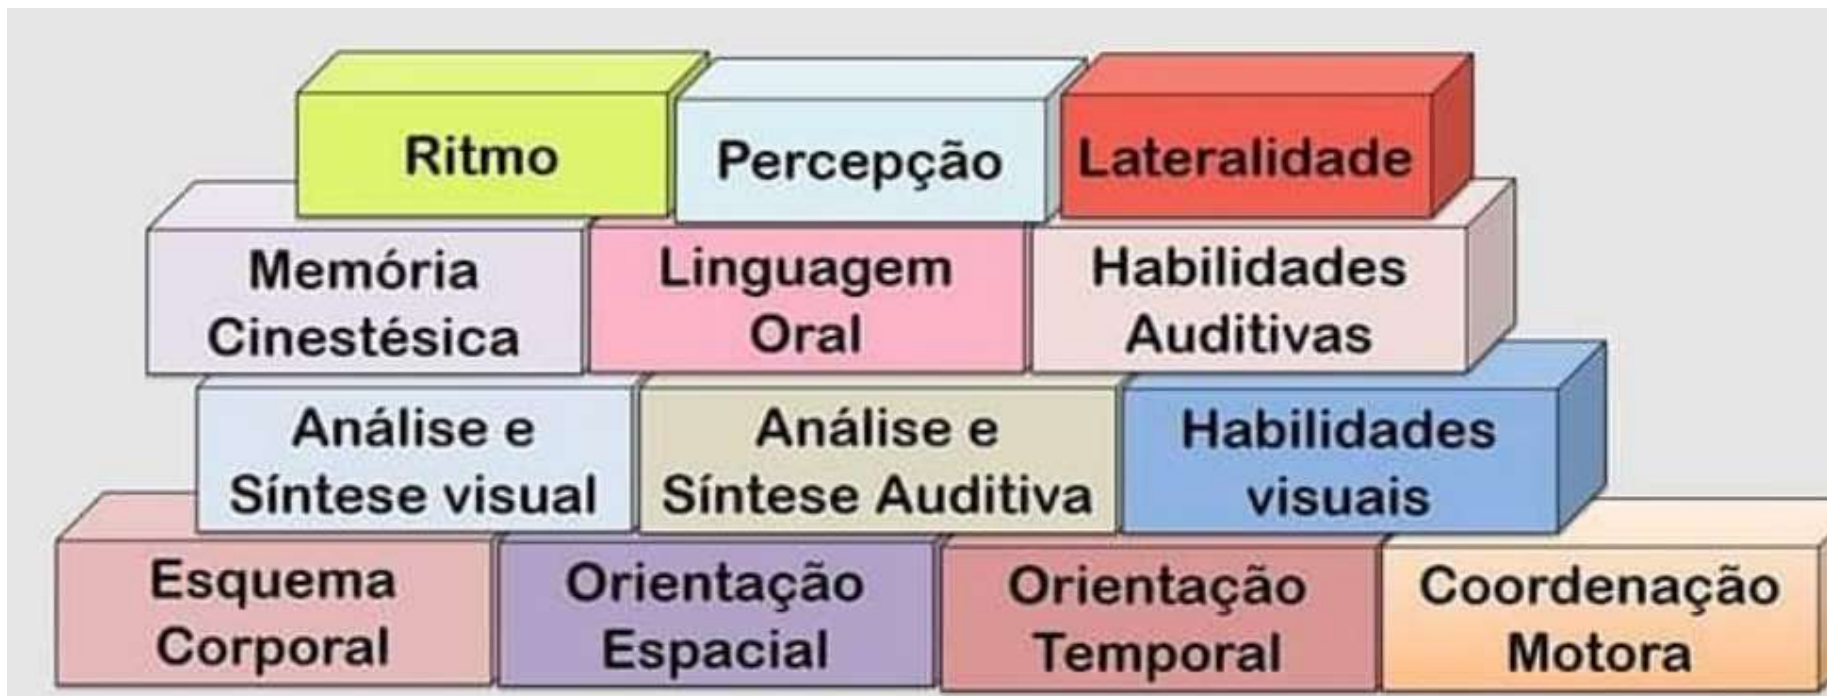 Ritmo
Percepção
Lateralidade
Memória
Cinestésica
Linguagem
Oral
Habilidades
Auditivas
Análise e
Síntese visual
Análise e
Síntese Auditiva
Habilidades
visuais
Esquema
Corporal
Orientação
Espacial
Orientação
Temporal
Coordenação
Motora